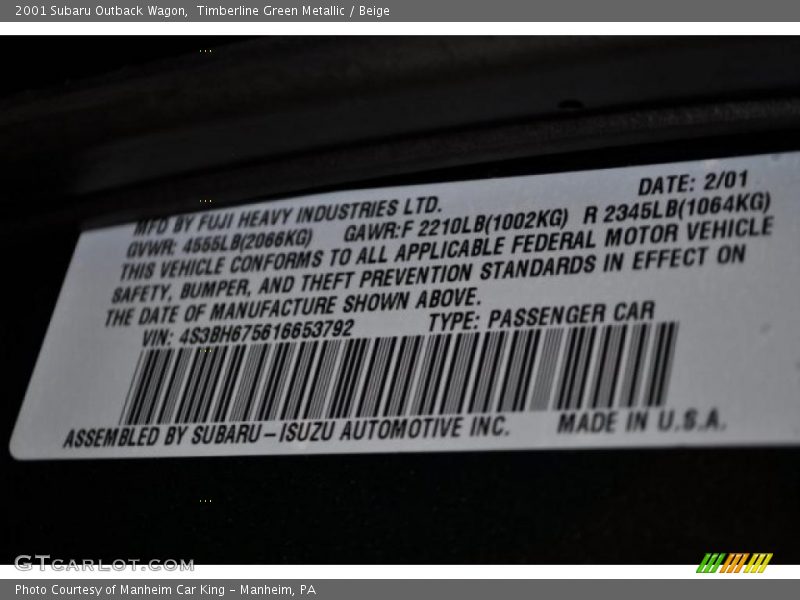 2001 Subaru Outback Wagon,  Timberline Green Metallic / Beige
MFD BY FUJI HEAVY INDUSTRIES LTD. DATE: 2/01
GVWR: 4555LB(2066KG) GAWR:F 2210LB(1002KG) R 2345LB(1064KG)
THIS VEHICLE CONFORMS TO ALL APPLICABLE FEDERAL MOTOR VEHICLE
SAFETY, BUMPER, AND THEFT PREVENTION STANDARDS IN EFFECT ON
THE DATE OF MANUFACTURE SHOWN ABOVE.
VIN: 4S3BH675616653792 TYPE: PASSENGER CAR
ASSEMBLED BY SUBARU-ISUZU AUTOMOTIVE INC. MADE IN U.S.A.
GTCARLOT.COM
Photo Courtesy of Manheim Car King - Manheim, PA